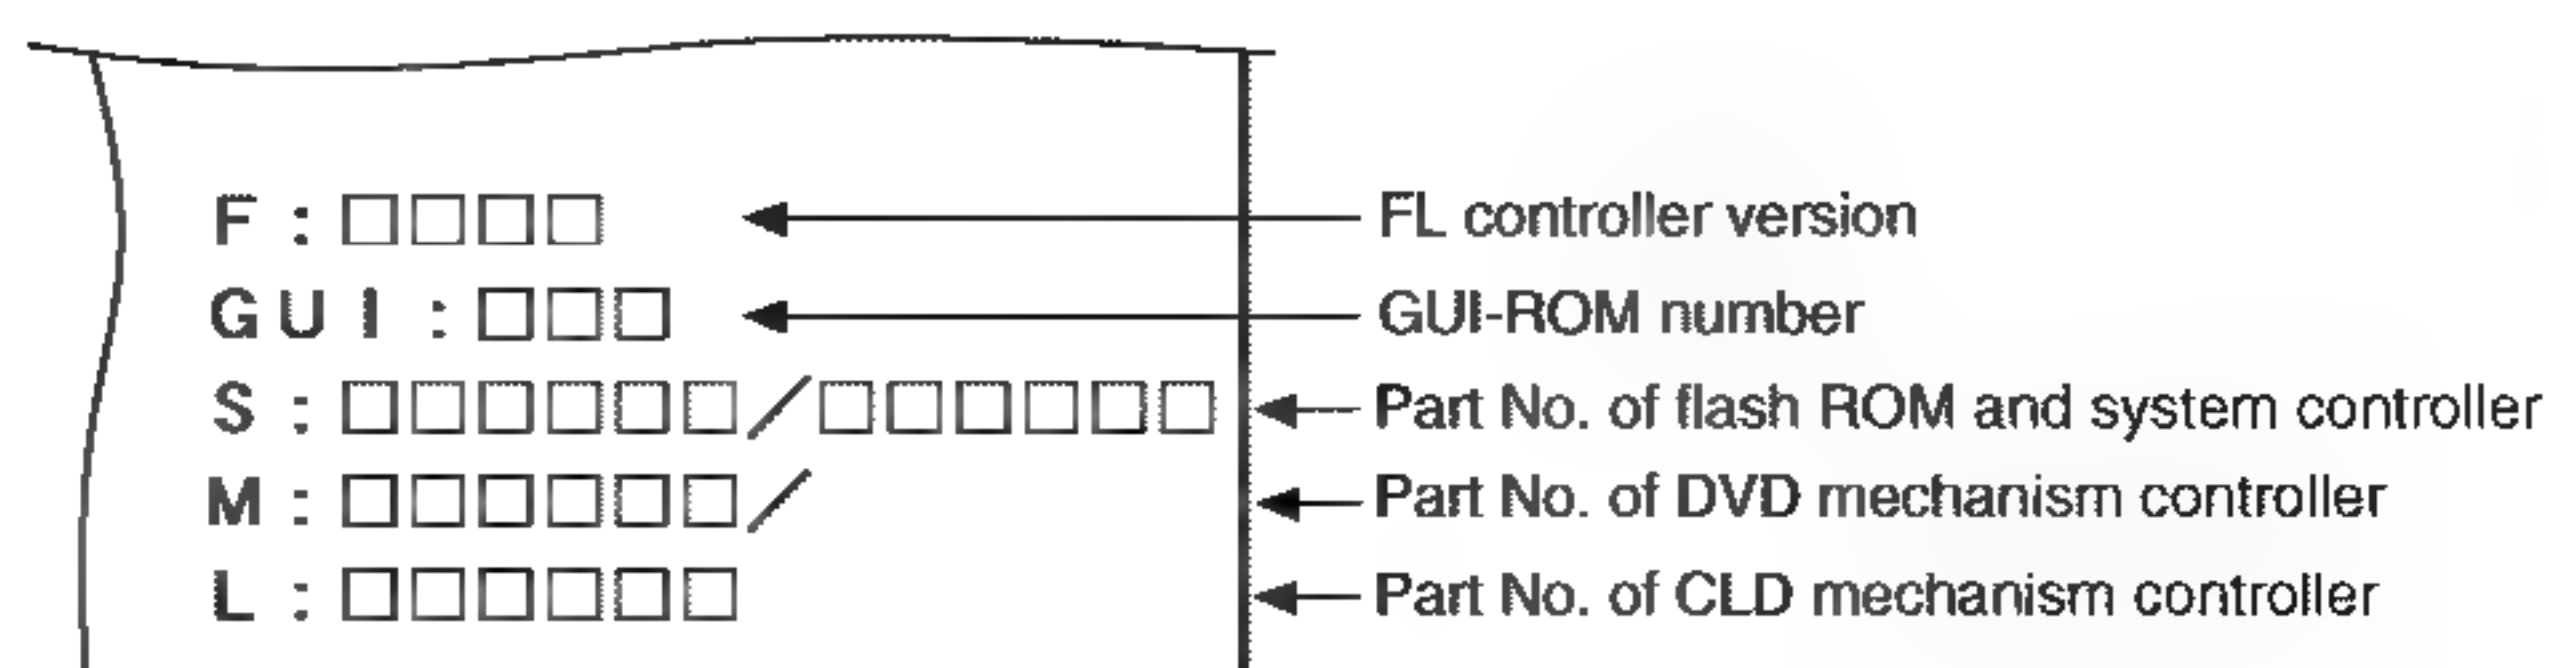 F : □□□□ FL controller version
GUI : □□□ GUI-ROM number
S : □□□□□□/□□□□□□ Part No. of flash ROM and system controller
M : □□□□□□/ Part No. of DVD mechanism controller
L : □□□□□□ Part No. of CLD mechanism controller